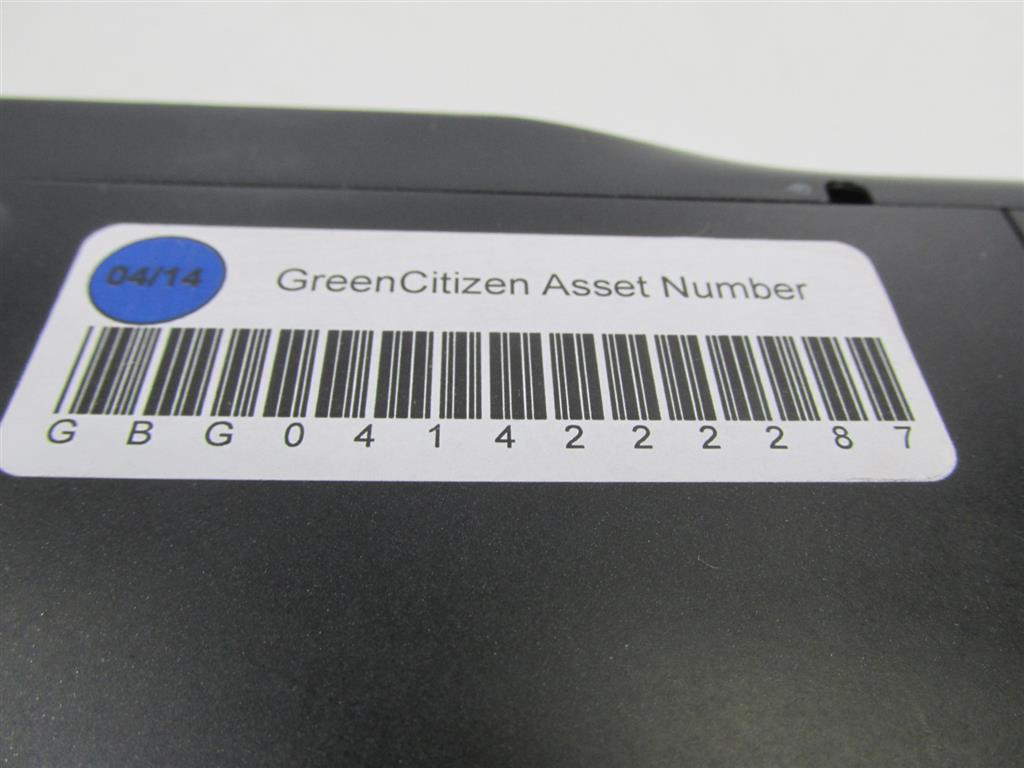 04/14
GreenCitizen Asset Number
G B G 0 4 1 4 2 2 2 2 8 7